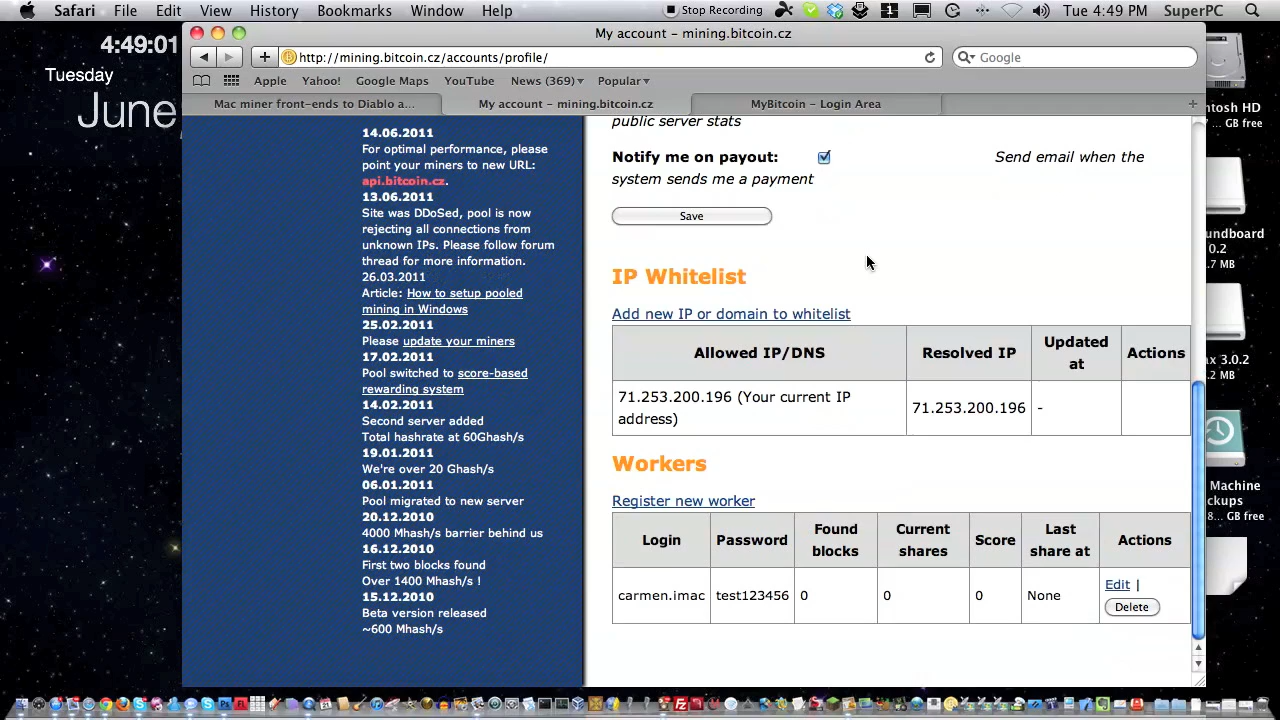 Safari File Edit View History Bookmarks Window Help Stop Recording 1 Tue 4:49 PM SuperPC
4:49:01
Tuesday
June,
My account – mining.bitcoin.cz
http://mining.bitcoin.cz/accounts/profile/
Google
Apple Yahoo! Google Maps YouTube News (369) Popular
Mac miner front-ends to Diablo a...
My account – mining.bitcoin.cz
MyBitcoin – Login Area
14.06.2011
For optimal performance, please
point your miners to new URL:
api.bitcoin.cz.
13.06.2011
Site was DDoSed, pool is now
rejecting all connections from
unknown IPs. Please follow forum
thread for more information.
26.03.2011
Article: How to setup pooled
mining in Windows
25.02.2011
Please update your miners
17.02.2011
Pool switched to score-based
rewarding system
14.02.2011
Second server added
Total hashrate at 60Ghash/s
19.01.2011
We're over 20 Ghash/s
06.01.2011
Pool migrated to new server
20.12.2010
4000 Mhash/s barrier behind us
16.12.2010
First two blocks found
Over 1400 Mhash/s !
15.12.2010
Beta version released
~600 Mhash/s
public server stats
Notify me on payout: Send email when the
system sends me a payment
Save
IP Whitelist
Add new IP or domain to whitelist
Allowed IP/DNS
Resolved IP
Updated
at
Actions
71.253.200.196 (Your current IP
address)
71.253.200.196
-
Workers
Register new worker
Login
Password
Found
blocks
Current
shares
Score
Last
share at
Actions
carmen.imac
test123456
0
0
0
None
Edit |
Delete
ntosh HD
... GB free
undboard
0.2
.7 MB
ax 3.0.2
.2 MB
Machine
ckups
8... GB free